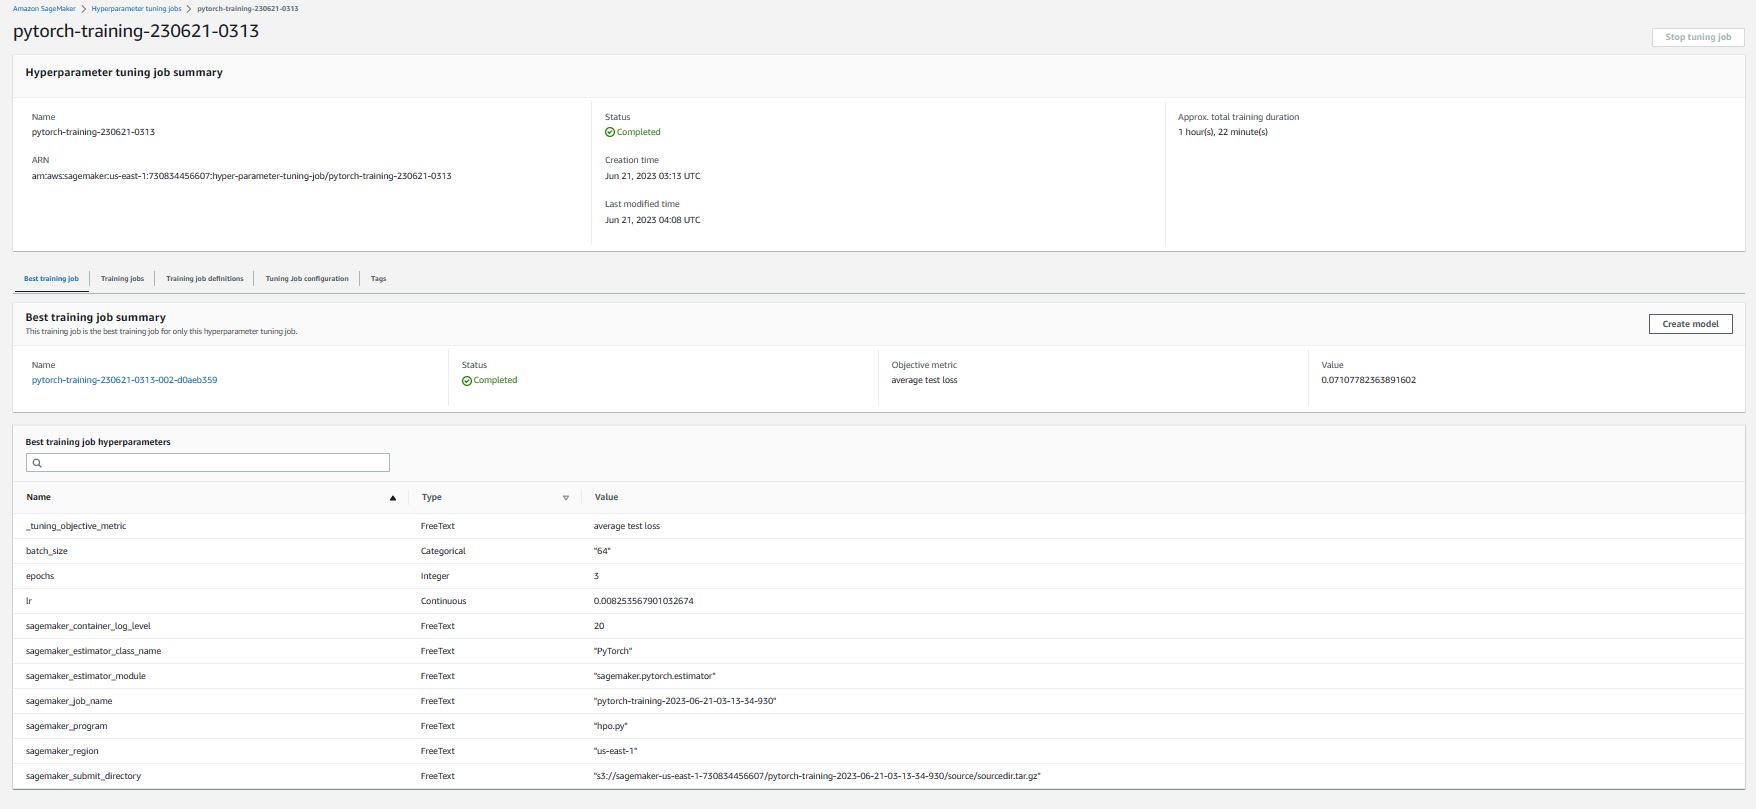 Amazon SageMaker > Hyperparameter tuning jobs > pytorch-training-230621-0313
pytorch-training-230621-0313
Stop tuning job
Hyperparameter tuning job summary
Name
pytorch-training-230621-0313
ARN
arn:aws:sagemaker:us-east-1:730834456607:hyper-parameter-tuning-job/pytorch-training-230621-0313
Status
Completed
Creation time
Jun 21, 2023 03:13 UTC
Last modified time
Jun 21, 2023 04:08 UTC
Approx. total training duration
1 hour(s), 22 minute(s)
Best training job Training jobs Training job definitions Tuning Job configuration Tags
Best training job summary
This training job is the best training job for only this hyperparameter tuning job.
Create model
Name
pytorch-training-230621-0313-002-d0aeb359
Status
Completed
Objective metric
average test loss
Value
0.07107782363891602
Best training job hyperparameters
Name Type Value
_tuning_objective_metric FreeText average test loss
batch_size Categorical "64"
epochs Integer 3
lr Continuous 0.008253567901032674
sagemaker_container_log_level FreeText 20
sagemaker_estimator_class_name FreeText "PyTorch"
sagemaker_estimator_module FreeText "sagemaker.pytorch.estimator"
sagemaker_job_name FreeText "pytorch-training-2023-06-21-03-13-34-930"
sagemaker_program FreeText "hpo.py"
sagemaker_region FreeText "us-east-1"
sagemaker_submit_directory FreeText "s3://sagemaker-us-east-1-730834456607/pytorch-training-2023-06-21-03-13-34-930/source/sourcedir.tar.gz"